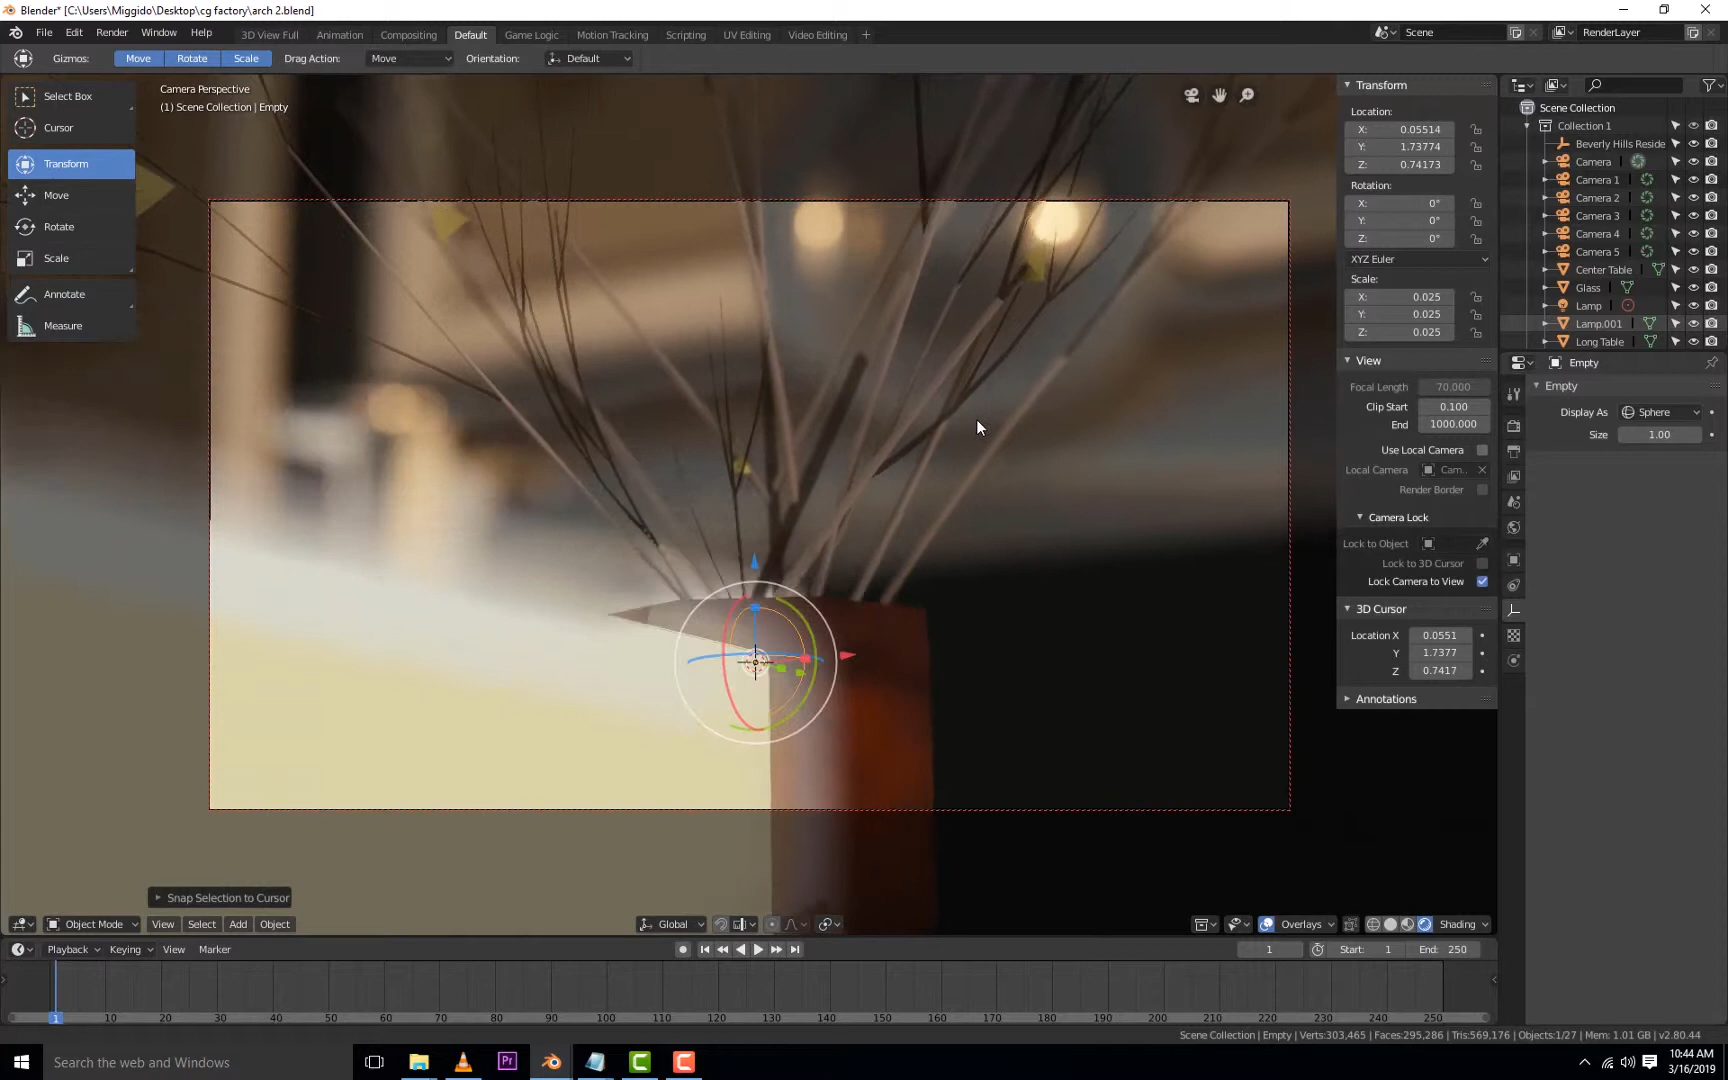 Blender* [C:\Users\Miggido\Desktop\cg factory\arch 2.blend]
File Edit Render Window Help
3D View Full Animation Compositing Default Game Logic Motion Tracking Scripting UV Editing Video Editing +
Scene
RenderLayer
Gizmos: Move Rotate Scale Drag Action: Move Orientation: Default
Select Box
Cursor
Transform
Move
Rotate
Scale
Annotate
Measure
Camera Perspective
(1) Scene Collection | Empty
Transform
Location:
X: 0.05514
Y: 1.73774
Z: 0.74173
Rotation:
X: 0°
Y: 0°
Z: 0°
XYZ Euler
Scale:
X: 0.025
Y: 0.025
Z: 0.025
View
Focal Length 70.000
Clip Start 0.100
End 1000.000
Use Local Camera
Local Camera Cam..
Render Border
Camera Lock
Lock to Object
Lock to 3D Cursor
Lock Camera to View
3D Cursor
Location X 0.0551
Y 1.7377
Z 0.7417
Annotations
Scene Collection
Collection 1
Beverly Hills Reside
Camera
Camera 1
Camera 2
Camera 3
Camera 4
Camera 5
Center Table
Glass
Lamp
Lamp.001
Long Table
Empty
Empty
Display As Sphere
Size 1.00
Snap Selection to Cursor
Object Mode View Select Add Object
Global
Overlays
Shading
Playback Keying View Marker
1 Start: 1 End: 250
1 10 20 30 40 50 60 70 80 90 100 110 120 130 140 150 160 170 180 190 200 210 220 230 240 250
Scene Collection | Empty | Verts:303,465 | Faces:295,286 | Tris:569,176 | Objects:1/27 | Mem: 1.01 GB | v2.80.44
Search the web and Windows
Pr
10:44 AM
3/16/2019